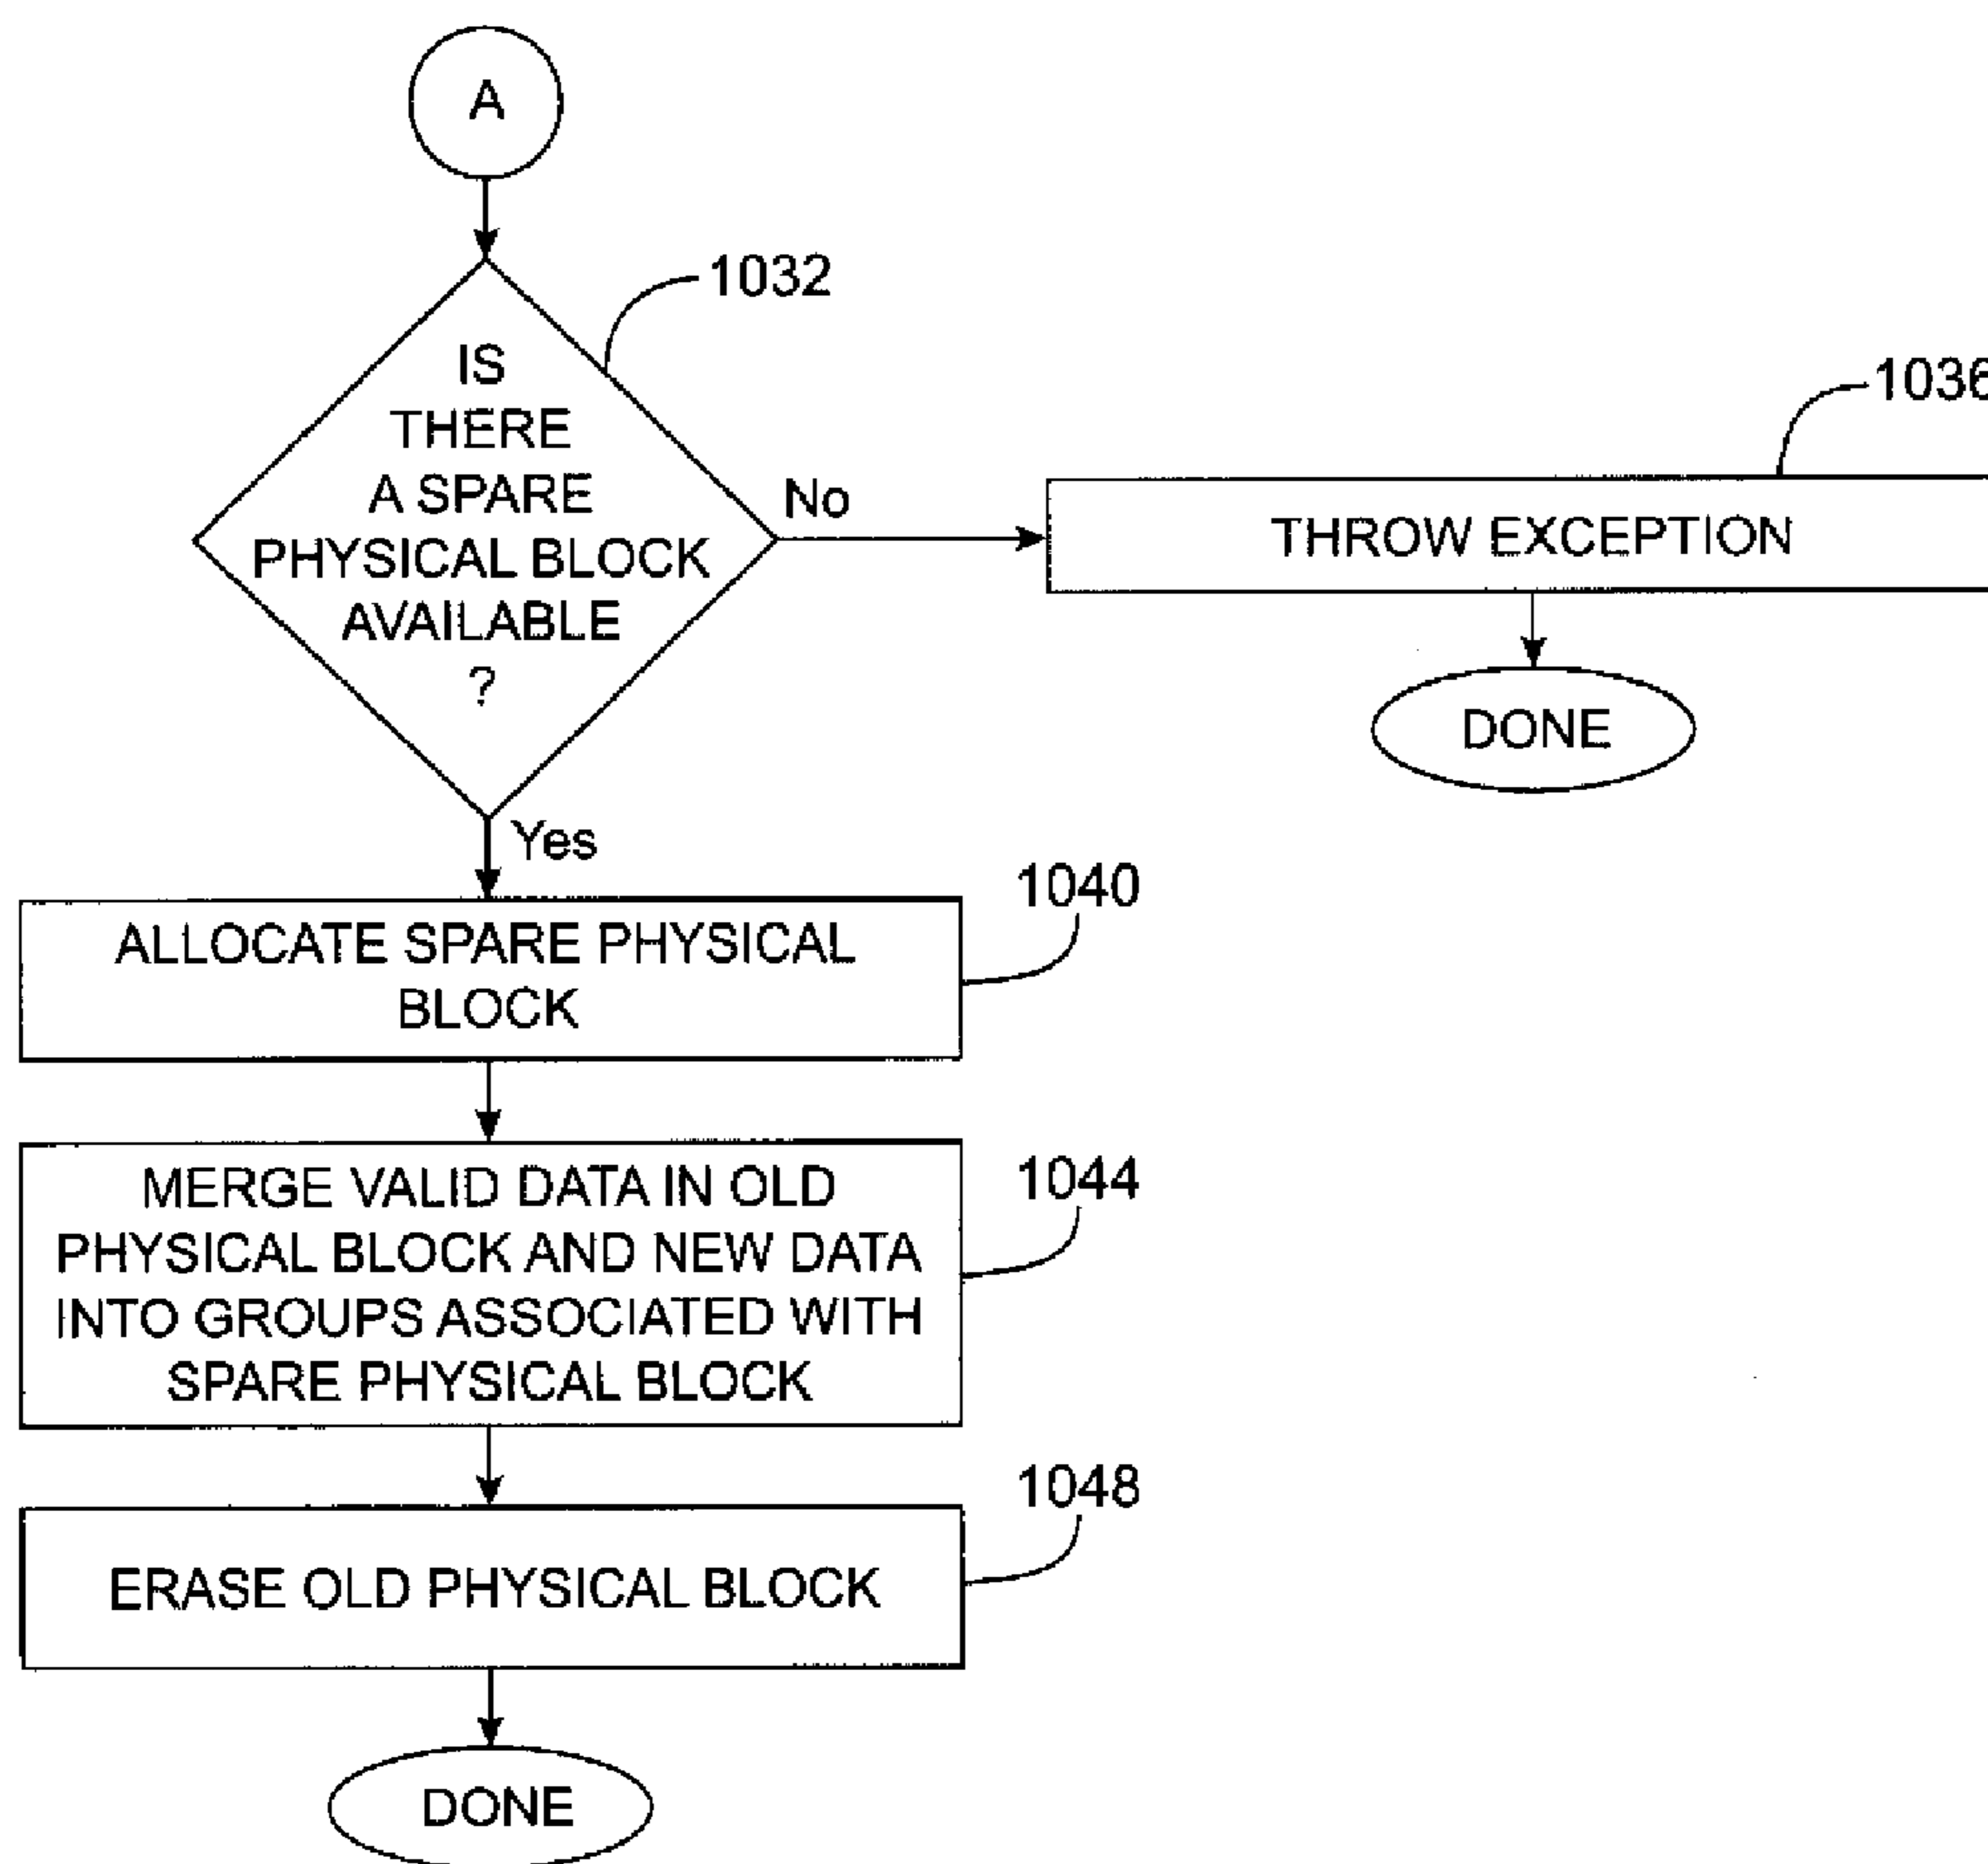 A
1032
IS
THERE
A SPARE
PHYSICAL BLOCK
AVAILABLE
?
No
1036
THROW EXCEPTION
DONE
Yes
1040
ALLOCATE SPARE PHYSICAL
BLOCK
1044
MERGE VALID DATA IN OLD
PHYSICAL BLOCK AND NEW DATA
INTO GROUPS ASSOCIATED WITH
SPARE PHYSICAL BLOCK
1048
ERASE OLD PHYSICAL BLOCK
DONE